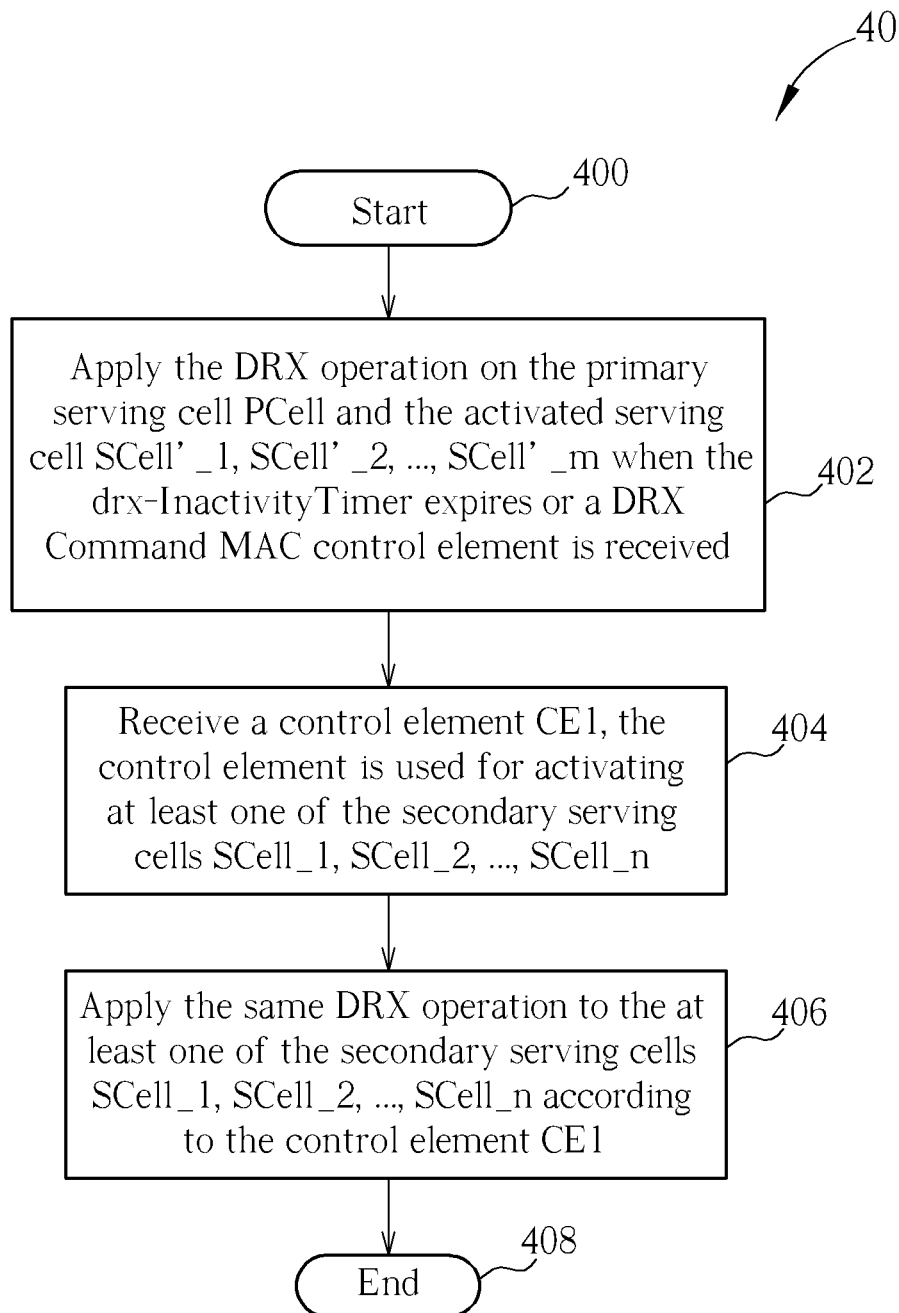 40
Start
400
Apply the DRX operation on the primary
serving cell PCell and the activated serving
cell SCell'_1, SCell'_2, ..., SCell'_m when the
drx-InactivityTimer expires or a DRX
Command MAC control element is received
402
Receive a control element CE1, the
control element is used for activating
at least one of the secondary serving
cells SCell_1, SCell_2, ..., SCell_n
404
Apply the same DRX operation to the at
least one of the secondary serving cells
SCell_1, SCell_2, ..., SCell_n according
to the control element CE1
406
End
408